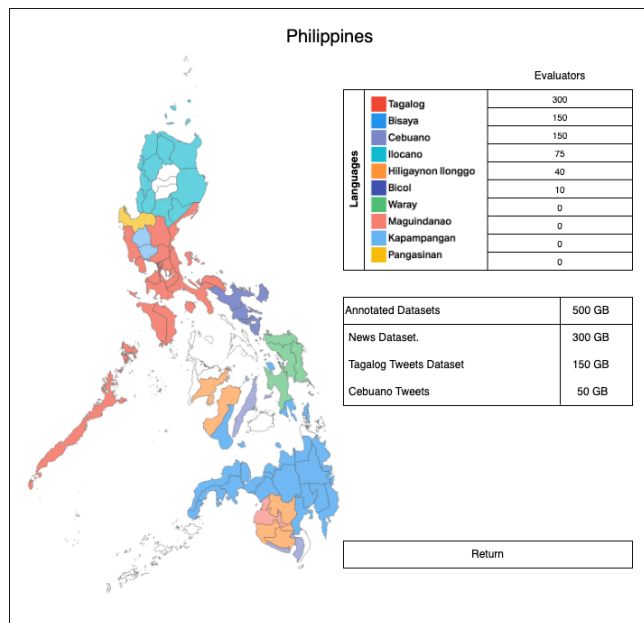 Philippines
Evaluators
Languages
Tagalog 300
Bisaya 150
Cebuano 150
Ilocano 75
Hiligaynon Ilonggo 40
Bicol 10
Waray 0
Maguindanao 0
Kapampangan 0
Pangasinan 0
Annotated Datasets 500 GB
News Dataset. 300 GB
Tagalog Tweets Dataset 150 GB
Cebuano Tweets 50 GB
Return